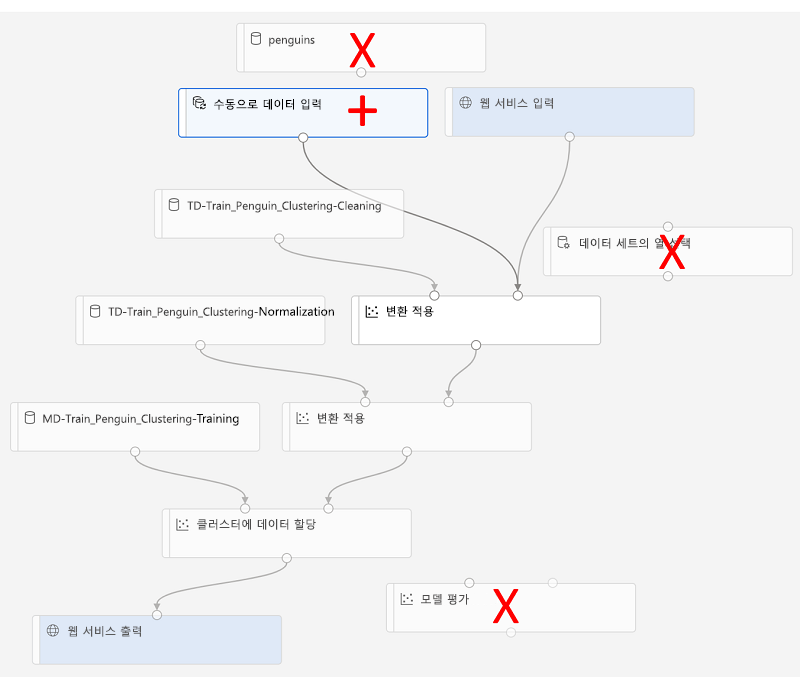 penguins
X
수동으로 데이터 입력
+
웹 서비스 입력
TD-Train_Penguin_Clustering-Cleaning
데이터 세트의 열 선택
X
TD-Train_Penguin_Clustering-Normalization
변환 적용
MD-Train_Penguin_Clustering-Training
변환 적용
클러스터에 데이터 할당
모델 평가
X
웹 서비스 출력